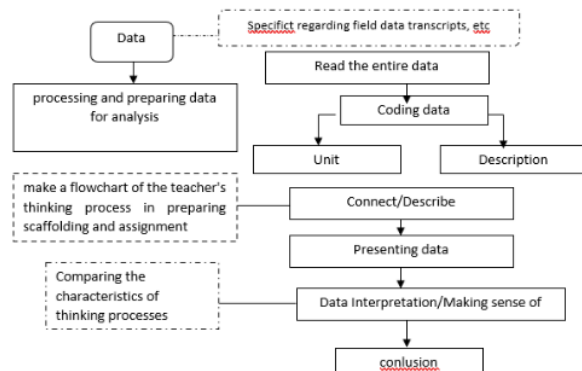 Specifict regarding field data transcripts, etc
Data
Read the entire data
processing and preparing data
for analysis
Coding data
Unit
Description
make a flowchart of the teacher's
thinking process in preparing
scaffolding and assignment
Connect/Describe
Presenting data
Comparing the
characteristics of
thinking processes
Data Interpretation/Making sense of
conlusion